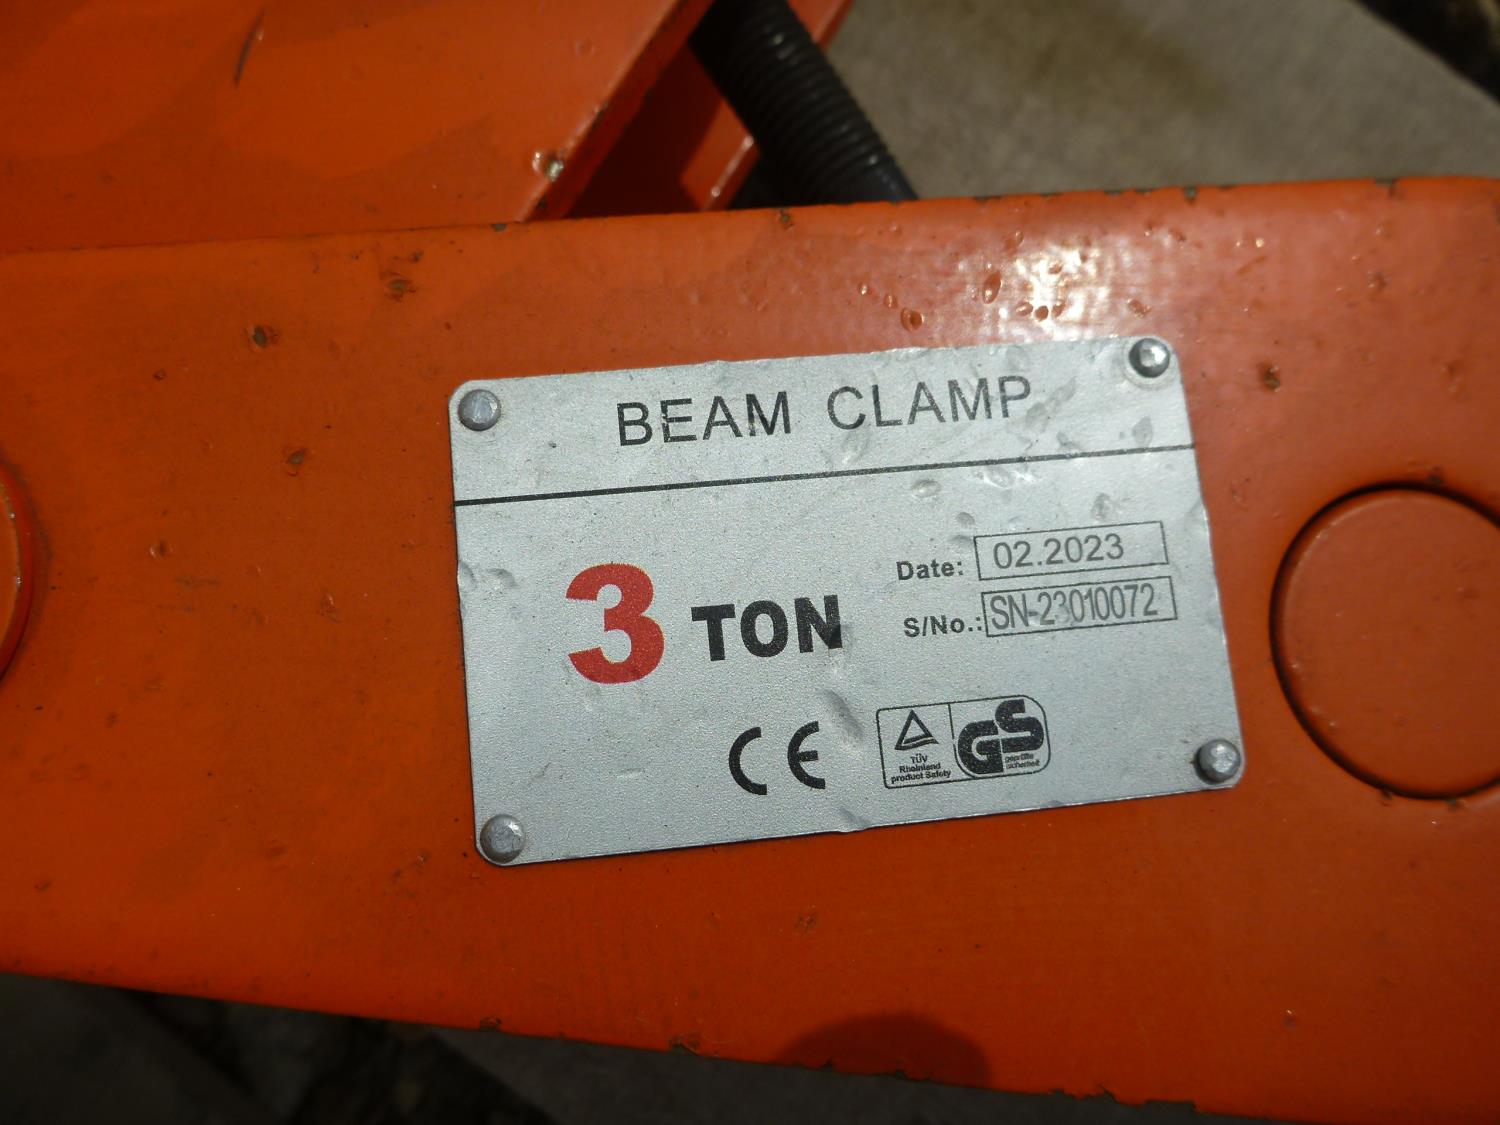 BEAM CLAMP
3 TON
Date: 02.2023
S/No.: SN-23010072
CE
TÜV
Rheinland
product Safety
GS
geprüfte
sicherheit